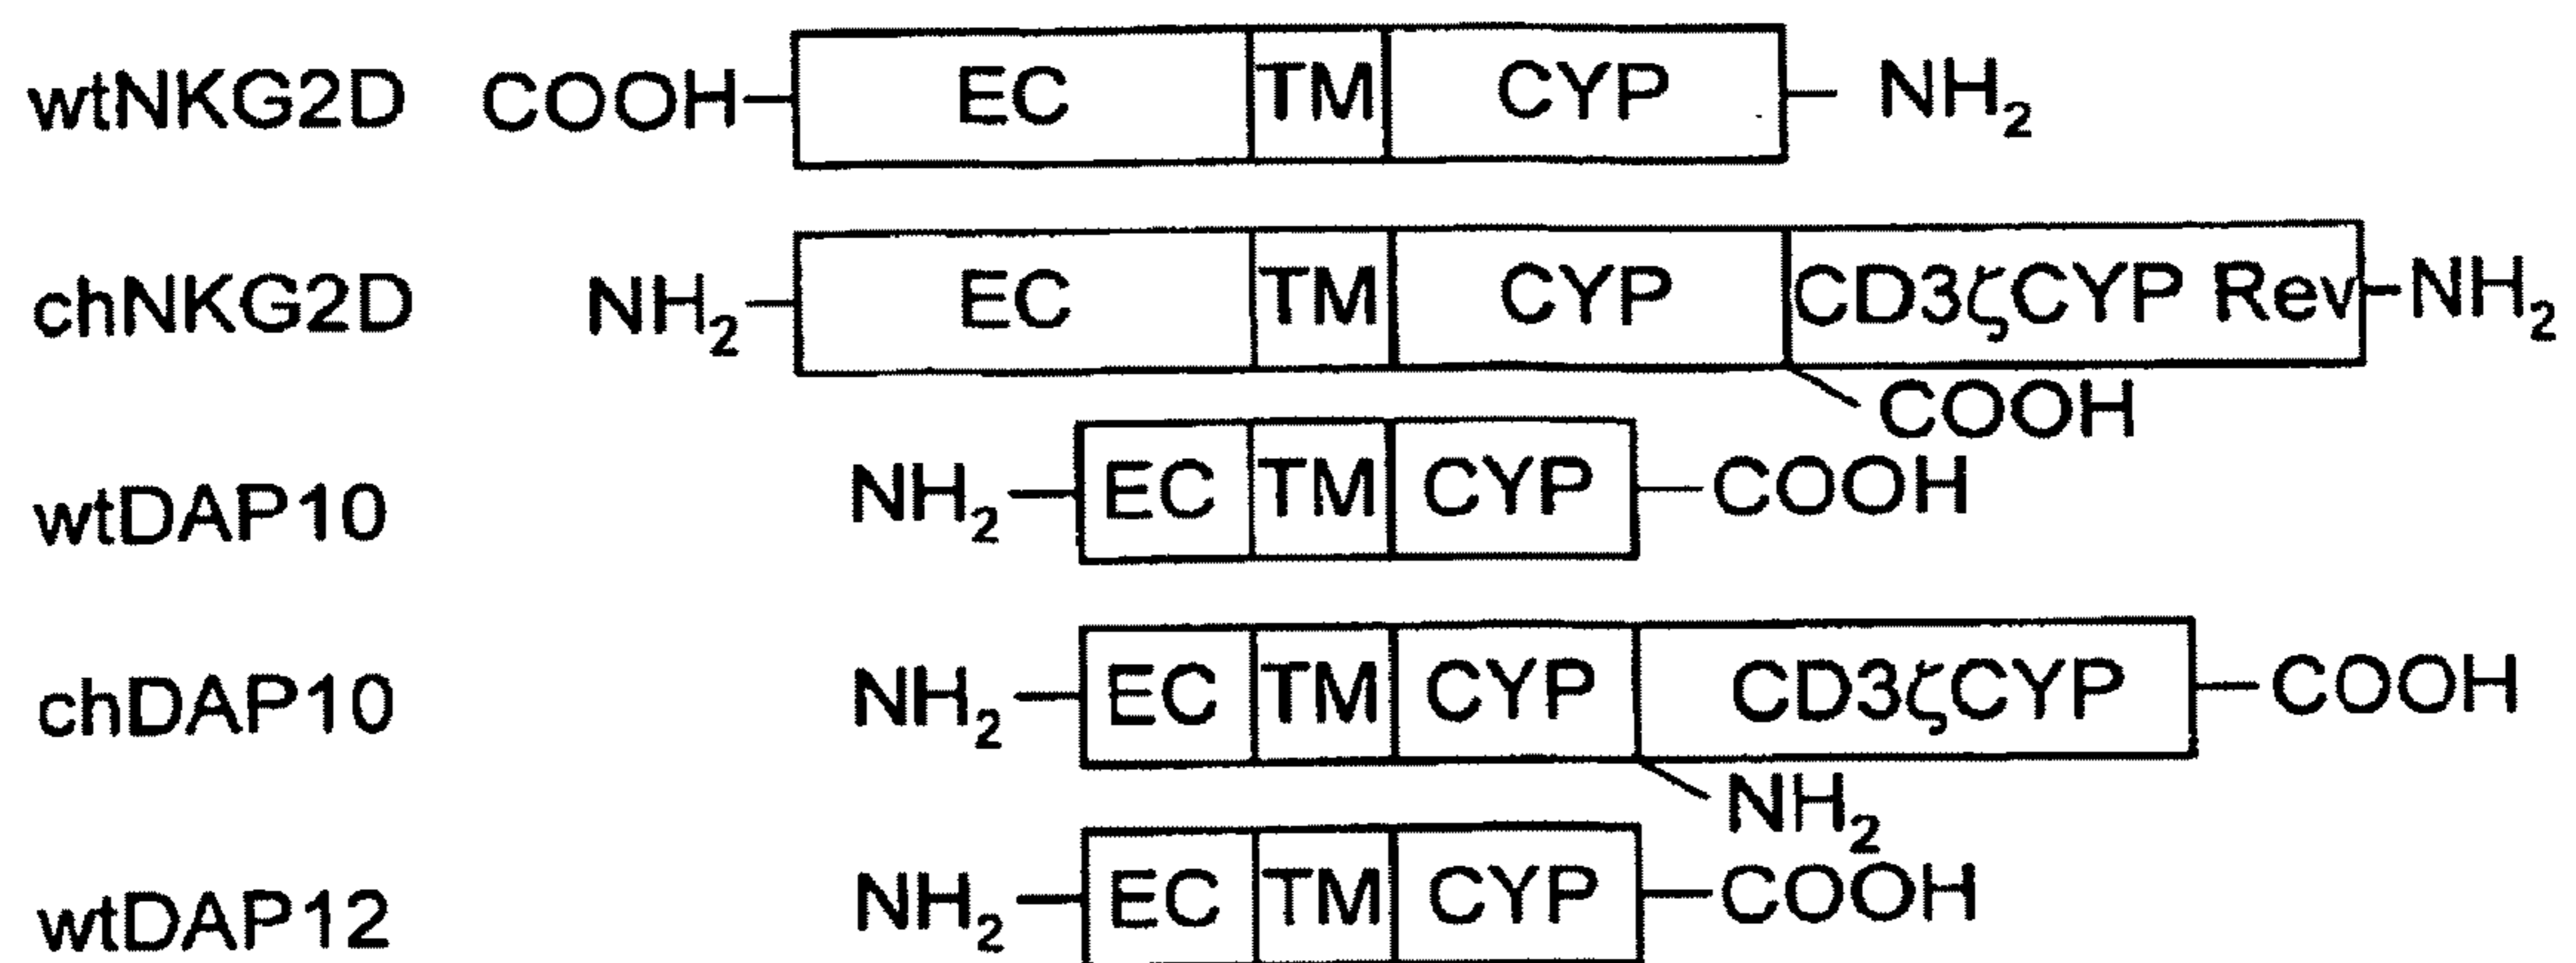 wtNKG2D COOH EC TM CYP NH₂
chNKG2D NH₂ EC TM CYP CD3ζCYP Rev NH₂
COOH
wtDAP10 NH₂ EC TM CYP COOH
chDAP10 NH₂ EC TM CYP CD3ζCYP COOH
NH₂
wtDAP12 NH₂ EC TM CYP COOH